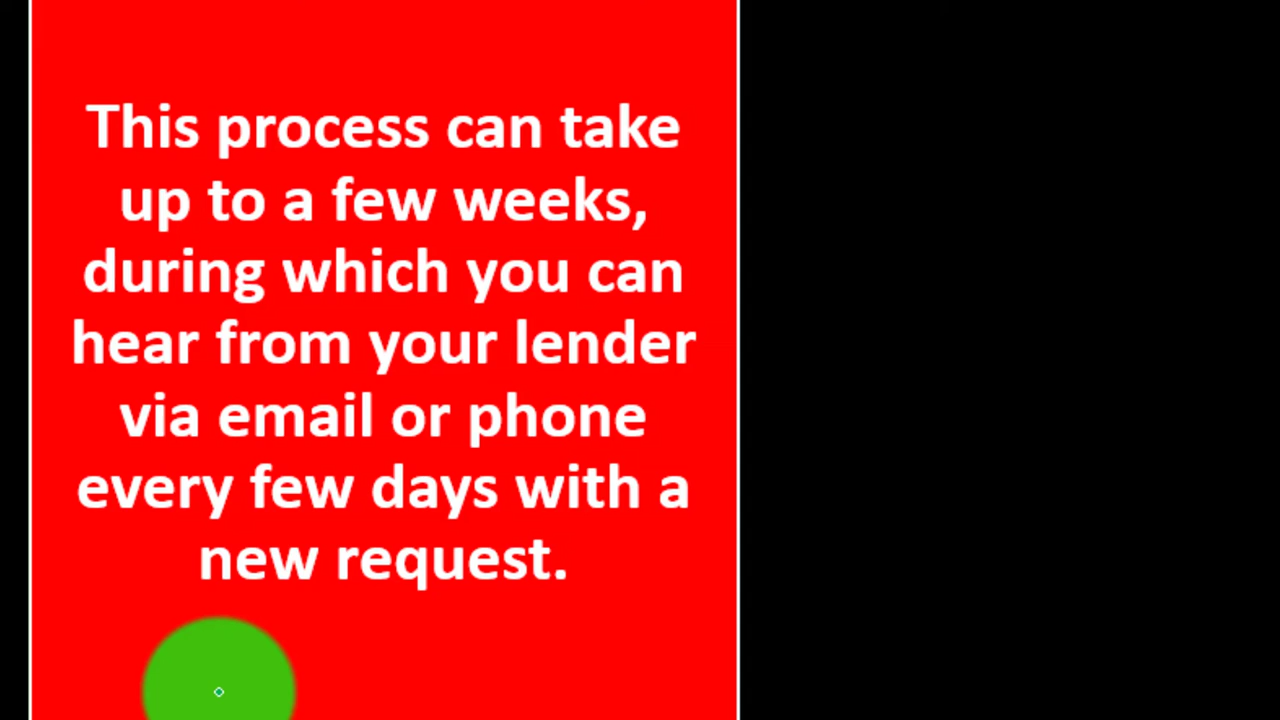 This process can take
up to a few weeks,
during which you can
hear from your lender
via email or phone
every few days with a
new request.